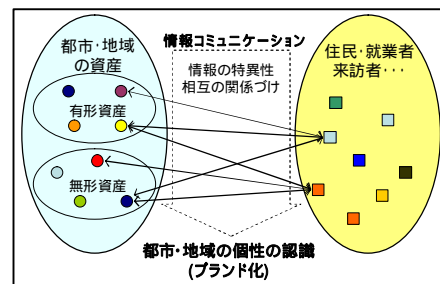 都市・地域
の資産
有形資産
無形資産
情報コミュニケーション
情報の特異性
相互の関係づけ
住民・就業者
来訪者・・・
都市・地域の個性の認識
(ブランド化)